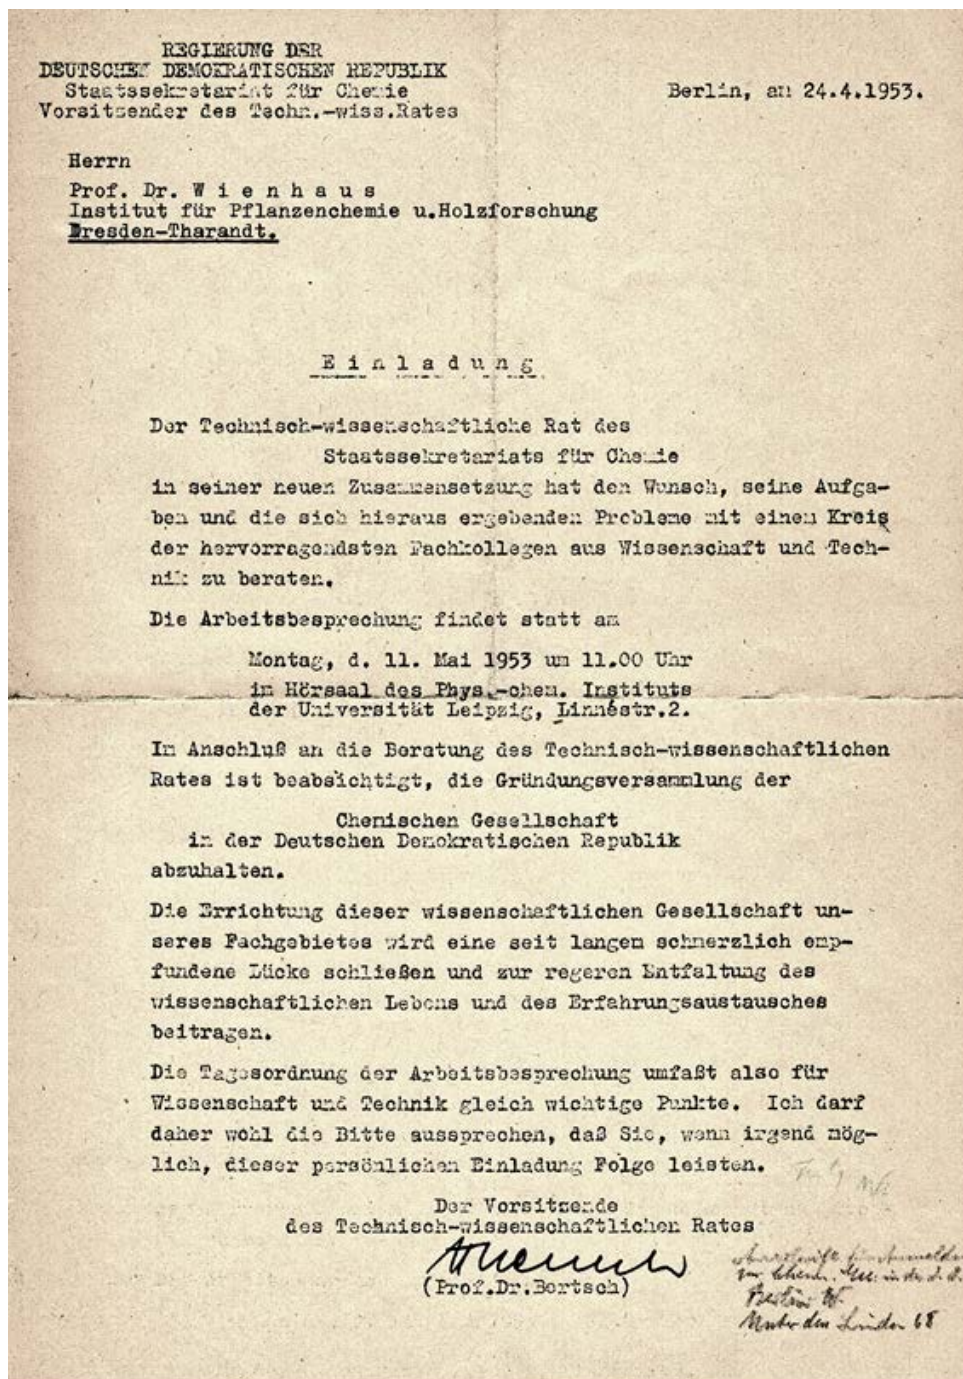 REGIERUNG DER
DEUTSCHEN DEMOKRATISCHEN REPUBLIK
Staatssekretariat für Chemie
Vorsitzender des Techn.-wiss.Rates
Berlin, am 24.4.1953.
Herrn
Prof. Dr. W i e n h a u s
Institut für Pflanzenchemie u.Holzforschung
Dresden-Tharandt.
E i n l a d u n g
Der Technisch-wissenschaftliche Rat des
Staatssekretariats für Chemie
in seiner neuen Zusammensetzung hat den Wunsch, seine Aufga-
ben und die sich hieraus ergebenden Probleme mit einem Kreis
der hervorragendsten Fachkollegen aus Wissenschaft und Tech-
nik zu beraten.
Die Arbeitsbesprechung findet statt am
Montag, d. 11. Mai 1953 um 11.00 Uhr
im Hörsaal des Phys.-chem. Instituts
der Universität Leipzig, Linnéstr.2.
Im Anschluß an die Beratung des Technisch-wissenschaftlichen
Rates ist beabsichtigt, die Gründungsversammlung der
Chemischen Gesellschaft
in der Deutschen Demokratischen Republik
abzuhalten.
Die Errichtung dieser wissenschaftlichen Gesellschaft un-
seres Fachgebietes wird eine seit langem schmerzlich emp-
fundene Lücke schließen und zur regeren Entfaltung des
wissenschaftlichen Lebens und des Erfahrungsaustausches
beitragen.
Die Tagesordnung der Arbeitsbesprechung umfaßt also für
Wissenschaft und Technik gleich wichtige Punkte. Ich darf
daher wohl die Bitte aussprechen, daß Sie, wenn irgend mög-
lich, dieser persönlichen Einladung Folge leisten.
Der Vorsitzende
des Technisch-wissenschaftlichen Rates
(Prof.Dr.Bertsch)
Berlin W.
Unter den Linden 68